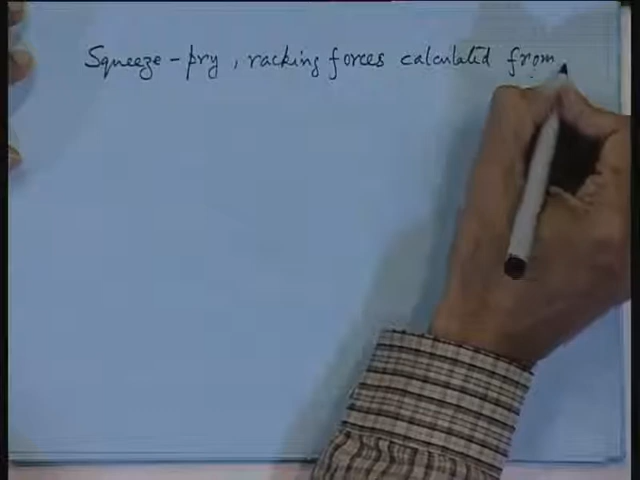 Squeeze - pry, racking forces calculated from